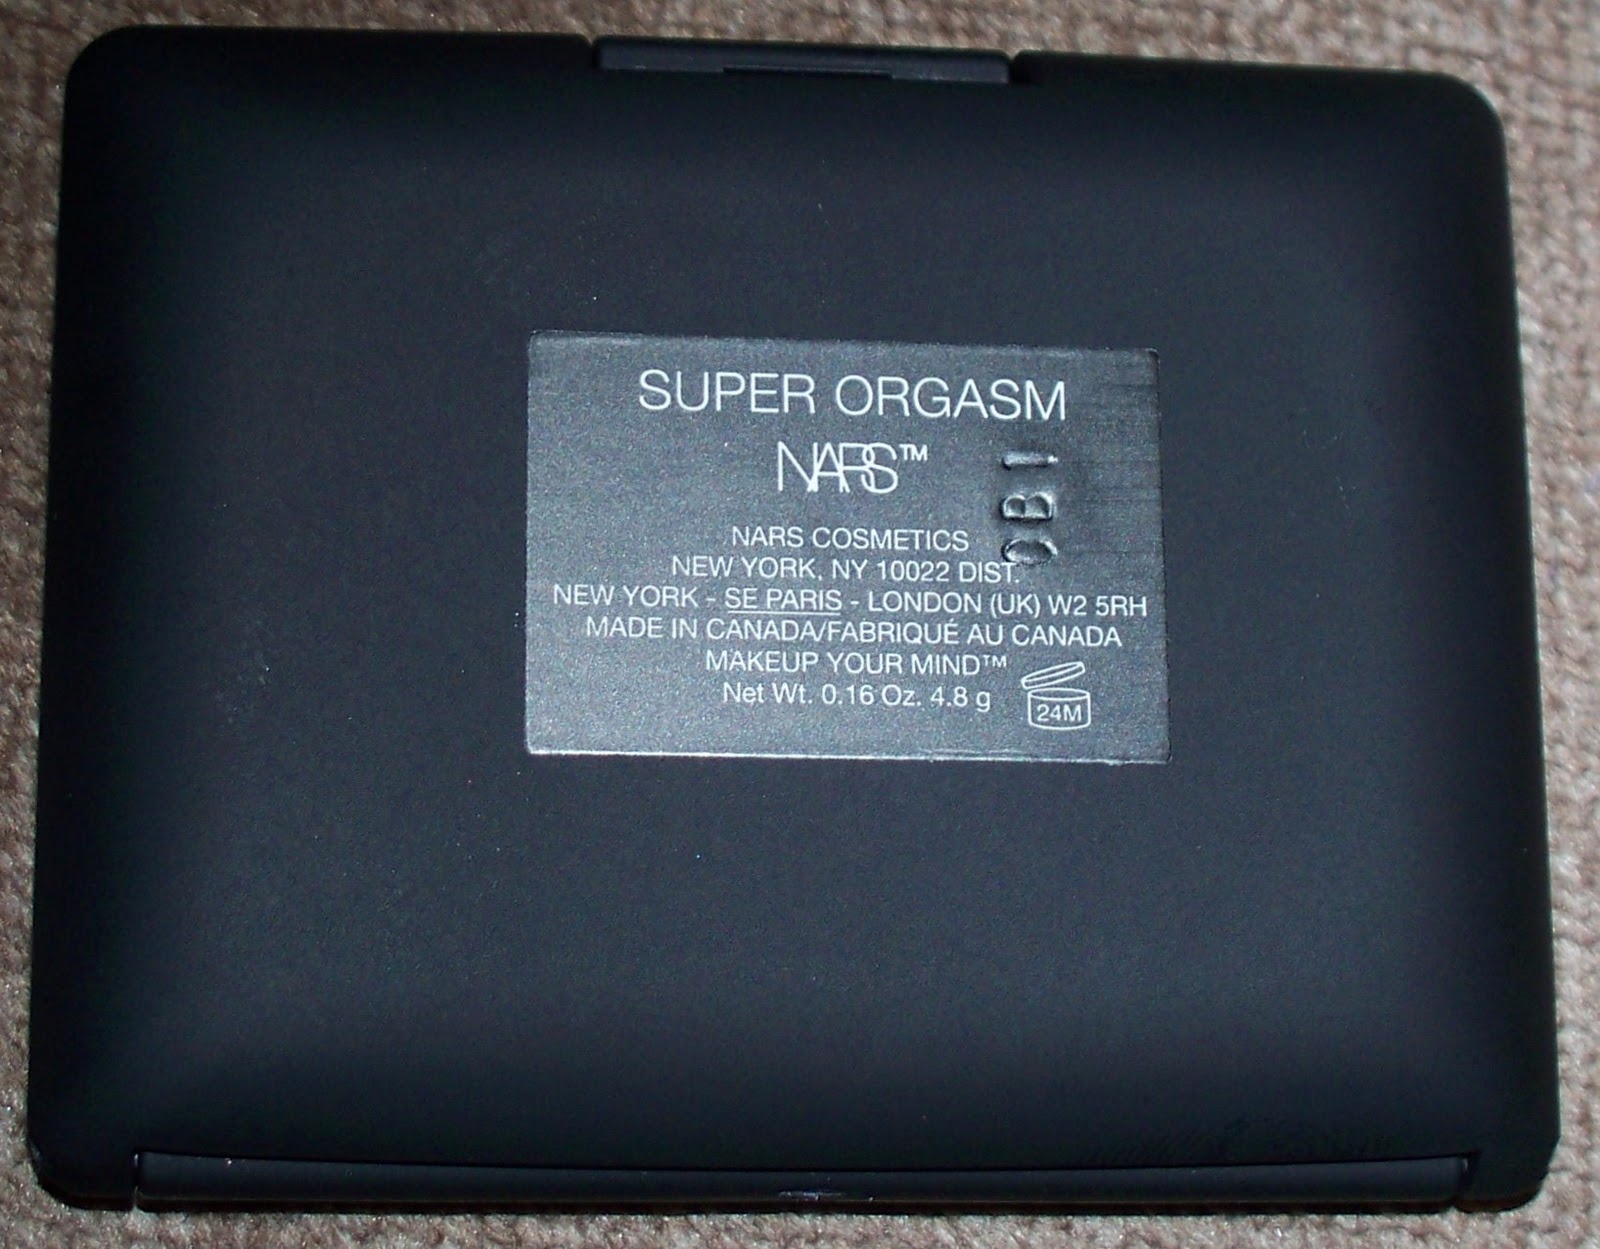 SUPER ORGASM
NARS™
0B1
NARS COSMETICS
NEW YORK, NY 10022 DIST.
NEW YORK - SE PARIS - LONDON (UK) W2 5RH
MADE IN CANADA/FABRIQUÉ AU CANADA
MAKEUP YOUR MIND™
Net Wt. 0.16 Oz. 4.8 g
24M